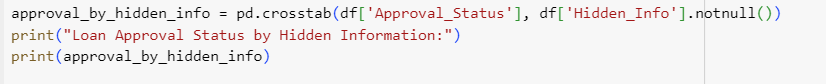 approval_by_hidden_info = pd.crosstab(df['Approval_Status'], df['Hidden_Info'].notnull())
print("Loan Approval Status by Hidden Information:")
print(approval_by_hidden_info)